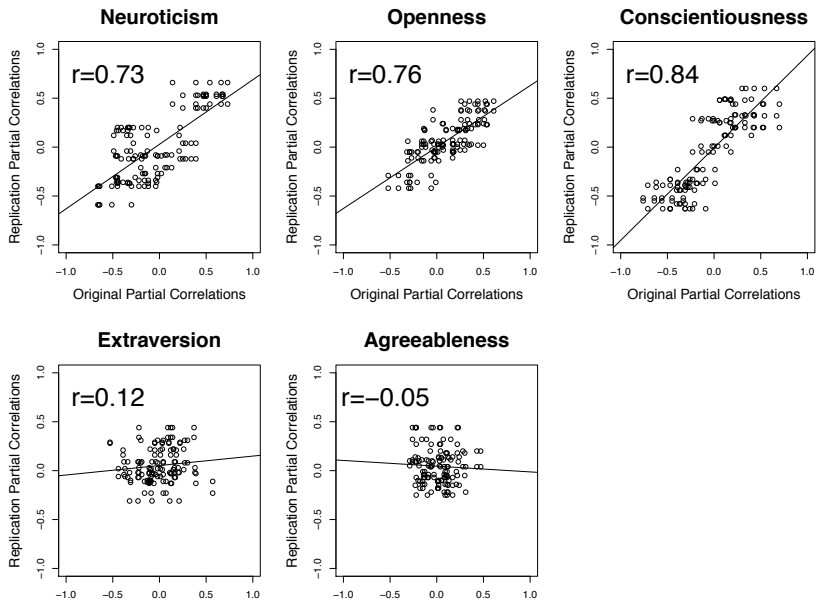 Neuroticism
r=0.73
Replication Partial Correlations
1.0
0.5
0.0
−0.5
−1.0
−1.0 −0.5 0.0 0.5 1.0
Original Partial Correlations
Openness
r=0.76
Replication Partial Correlations
1.0
0.5
0.0
−0.5
−1.0
−1.0 −0.5 0.0 0.5 1.0
Original Partial Correlations
Conscientiousness
r=0.84
Replication Partial Correlations
1.0
0.5
0.0
−0.5
−1.0
−1.0 −0.5 0.0 0.5 1.0
Original Partial Correlations
Extraversion
r=0.12
Replication Partial Correlations
1.0
0.5
0.0
−0.5
−1.0
−1.0 −0.5 0.0 0.5 1.0
Agreeableness
r=−0.05
Replication Partial Correlations
1.0
0.5
0.0
−0.5
−1.0
−1.0 −0.5 0.0 0.5 1.0